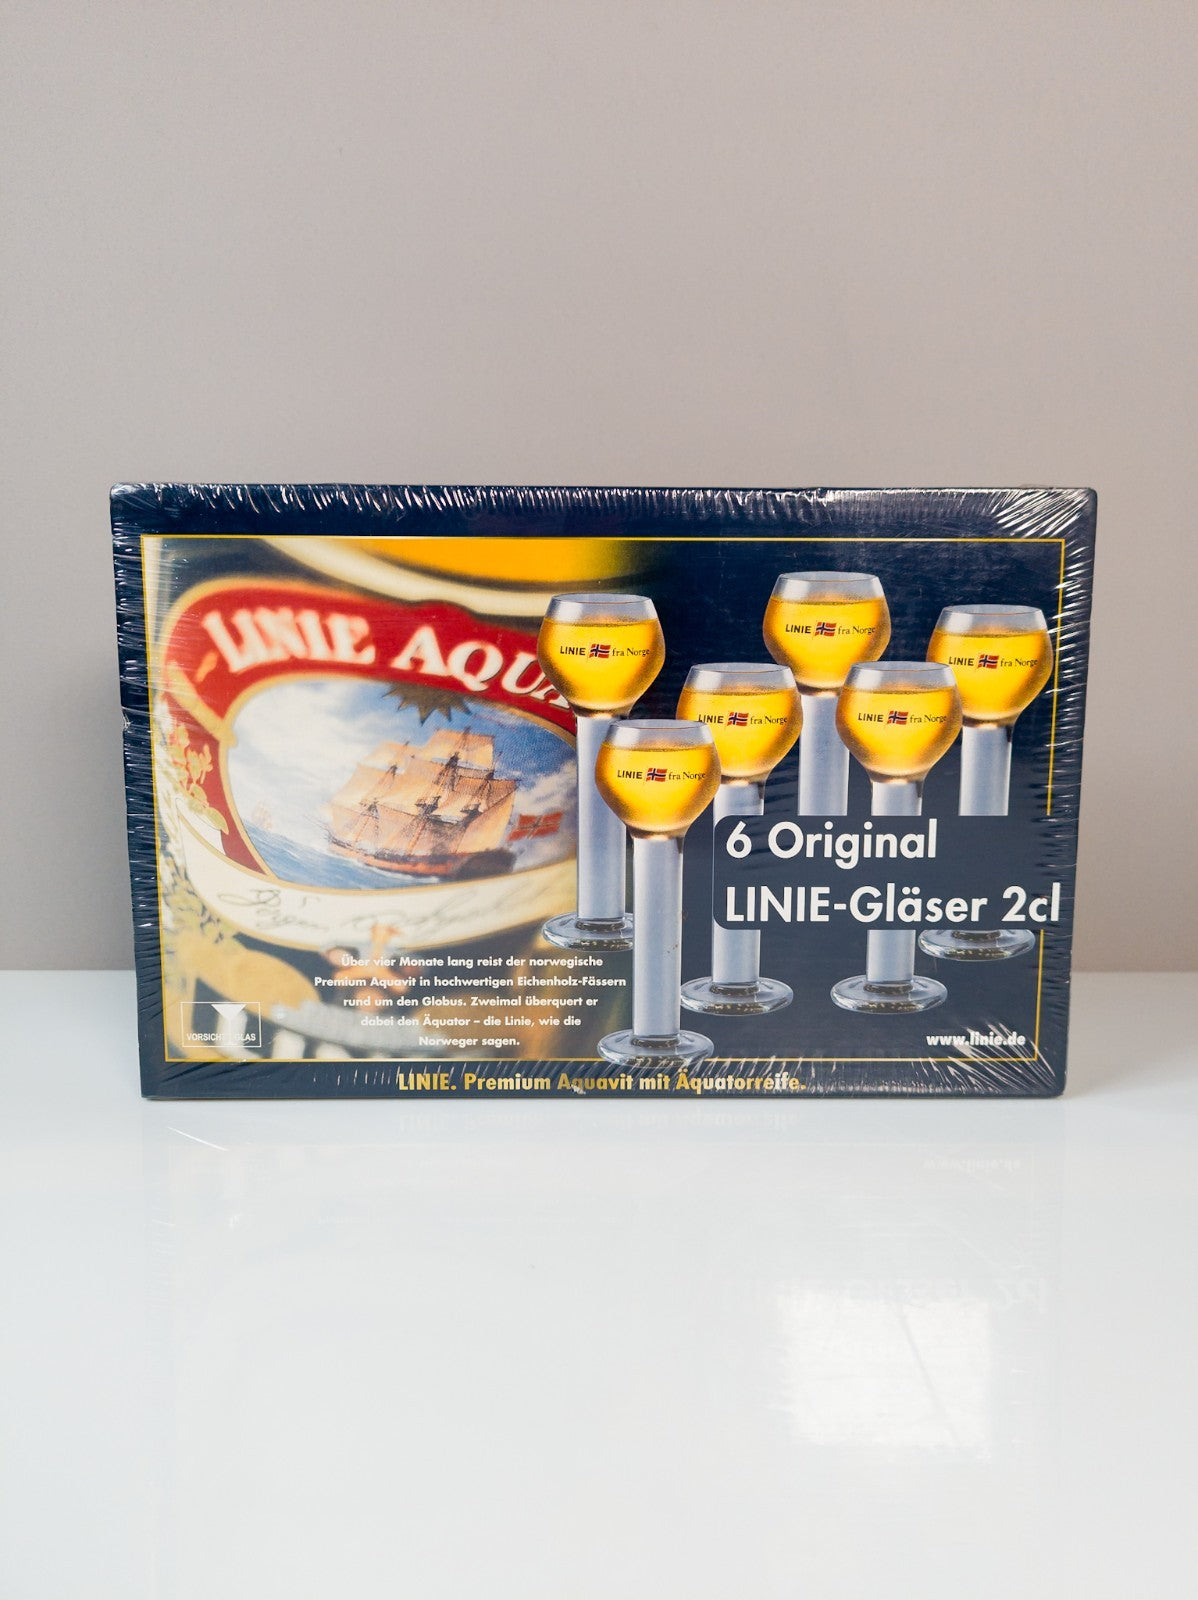 LINIE AQUA
LINIE fra Norge
LINIE fra Norge
LINIE fra Norge
LINIE fra Norge
LINIE fra Norge
LINIE fra Norge
6 Original
LINIE-Gläser 2cl
Über vier Monate lang reist der norwegische
Premium Aquavit in hochwertigen Eichenholz-Fässern
rund um den Globus. Zweimal überquert er
dabei den Äquator – die Linie, wie die
Norweger sagen.
VORSICHT GLAS
www.linie.de
LINIE. Premium Aquavit mit Äquatorreife.